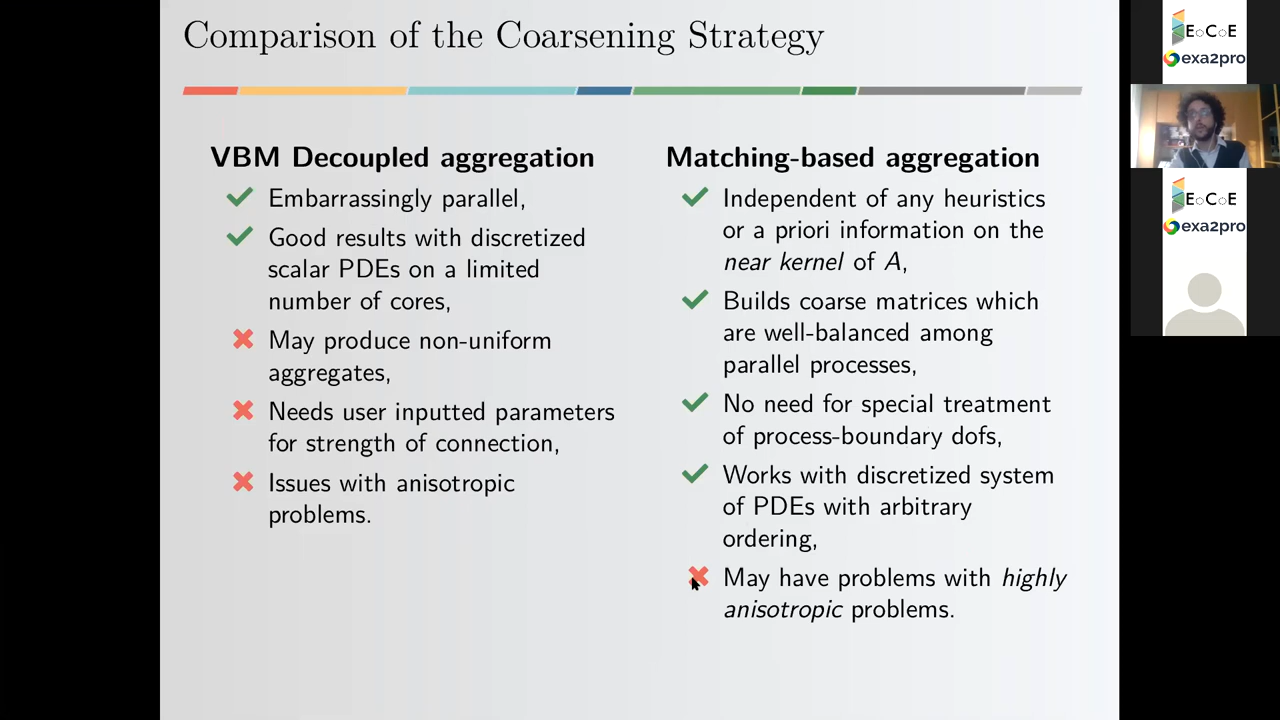 Comparison of the Coarsening Strategy
VBM Decoupled aggregation
Embarrassingly parallel,
Good results with discretized
scalar PDEs on a limited
number of cores,
May produce non-uniform
aggregates,
Needs user inputted parameters
for strength of connection,
Issues with anisotropic
problems.
Matching-based aggregation
Independent of any heuristics
or a priori information on the
near kernel of A,
Builds coarse matrices which
are well-balanced among
parallel processes,
No need for special treatment
of process-boundary dofs,
Works with discretized system
of PDEs with arbitrary
ordering,
May have problems with highly
anisotropic problems.
EoCoE
exa2pro
EoCoE
exa2pro